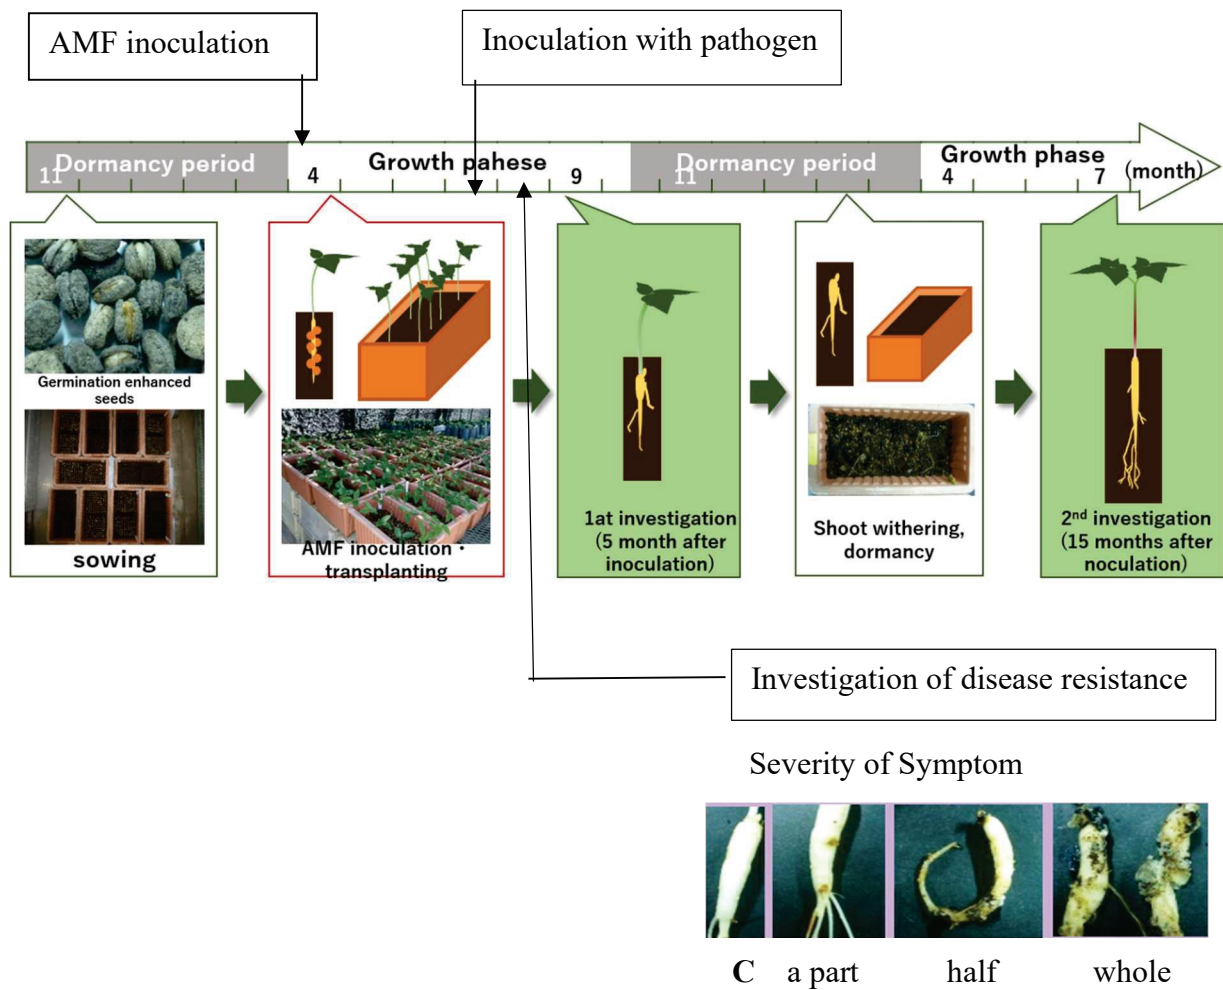 AMF inoculation
Inoculation with pathogen
Dormancy period
Growth pahese
Dormancy period
Growth phase
11
4
9
11
4
7
(month)
Germination enhanced
seeds
sowing
AMF inoculation・
transplanting
1at investigation
(5 month after
inoculation)
Shoot withering,
dormancy
2nd investigation
(15 months after
noculation)
Investigation of disease resistance
Severity of Symptom
C
a part
half
whole